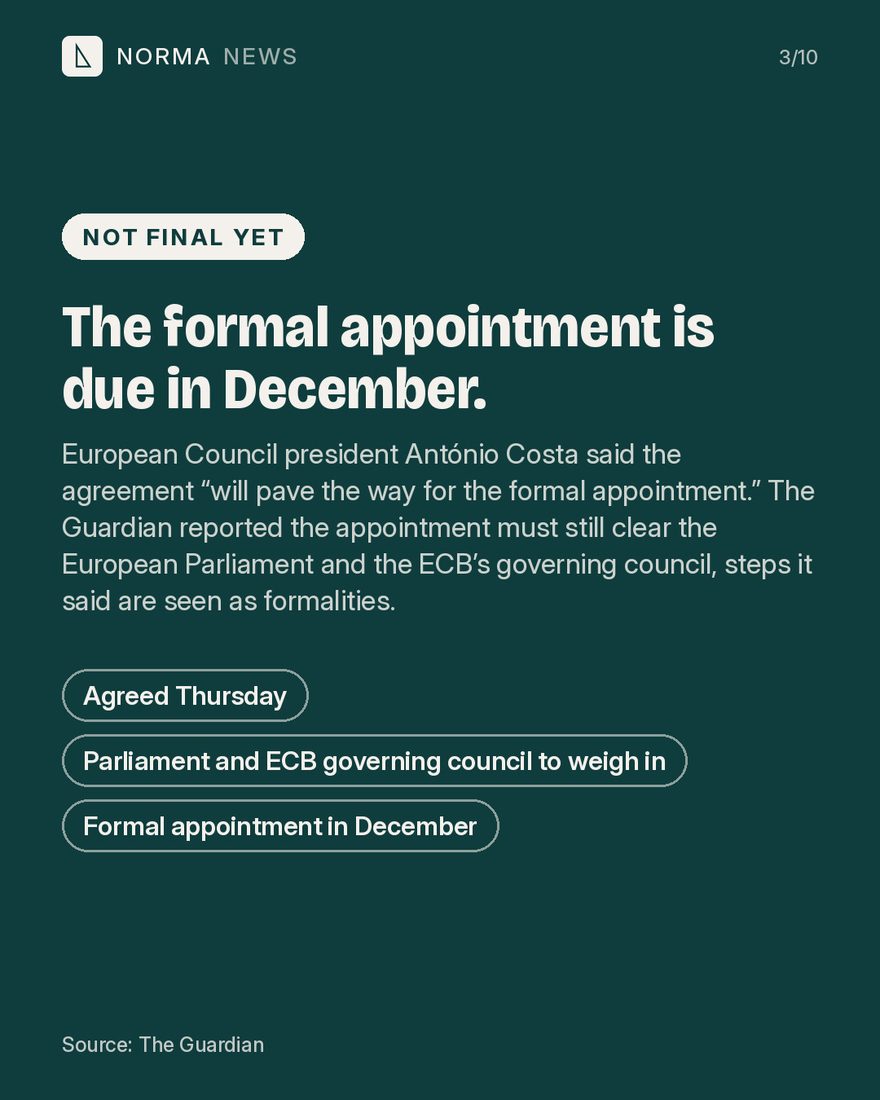 NORMA NEWS
3/10
NOT FINAL YET
The formal appointment is
due in December.
European Council president António Costa said the
agreement “will pave the way for the formal appointment.” The
Guardian reported the appointment must still clear the
European Parliament and the ECB’s governing council, steps it
said are seen as formalities.
Agreed Thursday
Parliament and ECB governing council to weigh in
Formal appointment in December
Source: The Guardian